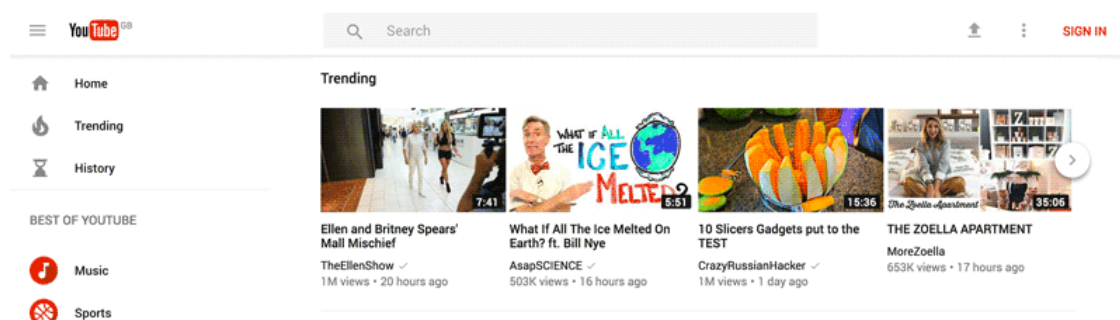 YouTube GB
Search
SIGN IN
Home
Trending
History
BEST OF YOUTUBE
Music
Sports
Trending
WHAT IF ALL
THE ICE
MELTED?
The Zoella Apartment
7:41
5:51
15:36
35:06
Ellen and Britney Spears'
Mall Mischief
TheEllenShow
1M views • 20 hours ago
What If All The Ice Melted On
Earth? ft. Bill Nye
AsapSCIENCE
503K views • 16 hours ago
10 Slicers Gadgets put to the
TEST
CrazyRussianHacker
1M views • 1 day ago
THE ZOELLA APARTMENT
MoreZoella
653K views • 17 hours ago